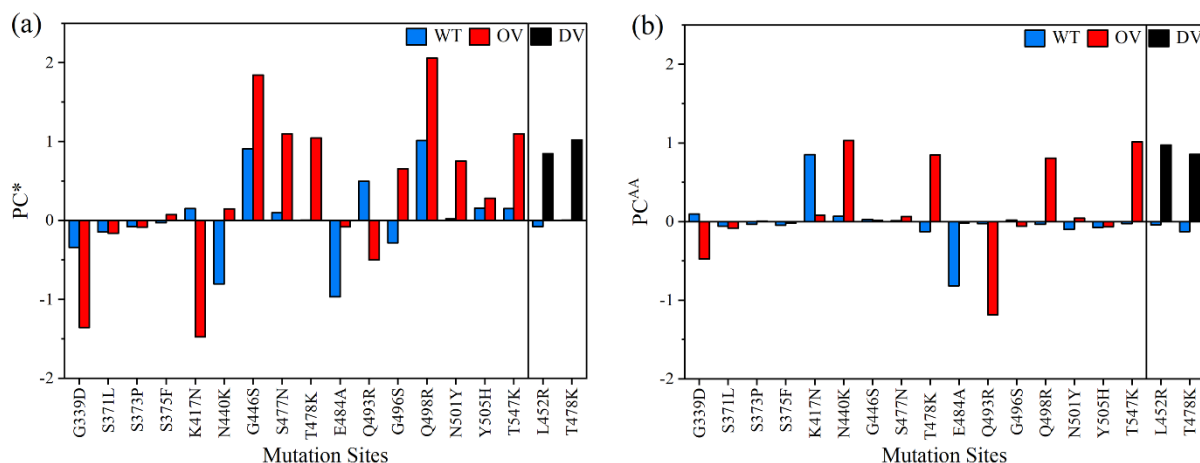 (a)
WT OV DV
PC*
2
1
0
-1
-2
G339D
S371L
S373P
S375F
K417N
N440K
G446S
S477N
T478K
E484A
Q493R
G496S
Q498R
N501Y
Y505H
T547K
L452R
T478K
Mutation Sites
(b)
WT OV DV
PC^AA
2
1
0
-1
-2
G339D
S371L
S373P
S375F
K417N
N440K
G446S
S477N
T478K
E484A
Q493R
G496S
Q498R
N501Y
Y505H
T547K
L452R
T478K
Mutation Sites